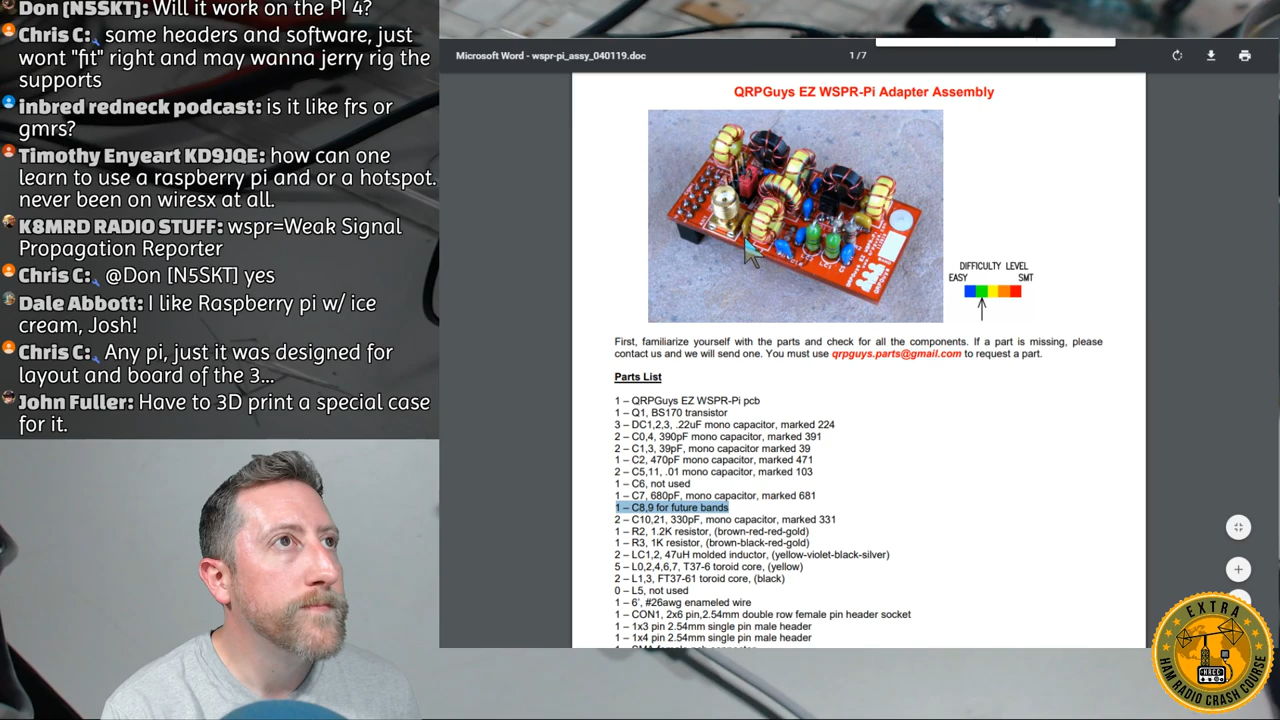 Don [N5SKT]: Will it work on the PI 4?
Chris C: same headers and software, just
wont "fit" right and may wanna jerry rig the
supports
inbred redneck podcast: is it like frs or
gmrs?
Timothy Enyeart KD9JQE: how can one
learn to use a raspberry pi and or a hotspot.
never been on wiresx at all.
K8MRD RADIO STUFF: wspr=Weak Signal
Propagation Reporter
Chris C: @Don [N5SKT] yes
Dale Abbott: I like Raspberry pi w/ ice
cream, Josh!
Chris C: Any pi, just it was designed for
layout and board of the 3...
John Fuller: Have to 3D print a special case
for it.
Microsoft Word - wspr-pi_assy_040119.doc
1/7
QRPGuys EZ WSPR-Pi Adapter Assembly
DIFFICULTY LEVEL
EASY SMT
First, familiarize yourself with the parts and check for all the components. If a part is missing, please
contact us and we will send one. You must use qrpguys.parts@gmail.com to request a part.
Parts List
1 – QRPGuys EZ WSPR-Pi pcb
1 – Q1, BS170 transistor
3 – DC1,2,3, .22uF mono capacitor, marked 224
2 – C0,4, 390pF mono capacitor, marked 391
2 – C1,3, 39pF, mono capacitor, marked 39
1 – C2, 470pF mono capacitor, marked 471
2 – C5,11, .01 mono capacitor, marked 103
1 – C6, not used
1 – C7, 680pF, mono capacitor, marked 681
1 – C8,9 for future bands
2 – C10,21, 330pF, mono capacitor, marked 331
1 – R2, 1.2K resistor, (brown-red-red-gold)
1 – R3, 1K resistor, (brown-black-red-gold)
2 – LC1,2, 47uH molded inductor, (yellow-violet-black-silver)
5 – L0,2,4,6,7, T37-6 toroid core, (yellow)
2 – L1,3, FT37-61 toroid core, (black)
0 – L5, not used
1 – 6', #26awg enameled wire
1 – CON1, 2x6 pin,2.54mm double row female pin header socket
1 – 1x3 pin 2.54mm single pin male header
1 – 1x4 pin 2.54mm single pin male header
EXTRA
HRCC
HAM RADIO CRASH COURSE